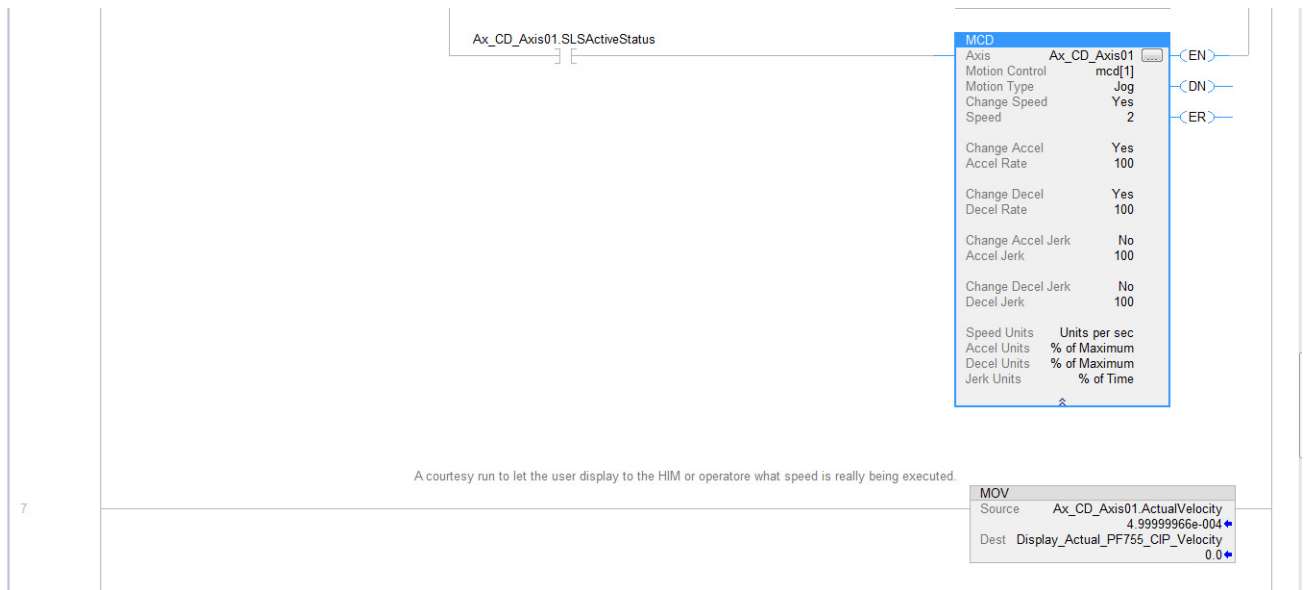 Ax_CD_Axis01.SLSActiveStatus
MCD
Axis Ax_CD_Axis01 ...
Motion Control mcd[1]
Motion Type Jog
Change Speed Yes
Speed 2
Change Accel Yes
Accel Rate 100
Change Decel Yes
Decel Rate 100
Change Accel Jerk No
Accel Jerk 100
Change Decel Jerk No
Decel Jerk 100
Speed Units Units per sec
Accel Units % of Maximum
Decel Units % of Maximum
Jerk Units % of Time
EN
DN
ER
A courtesy run to let the user display to the HIM or operatore what speed is really being executed.
7
MOV
Source Ax_CD_Axis01.ActualVelocity
4.99999966e-004
Dest Display_Actual_PF755_CIP_Velocity
0.0